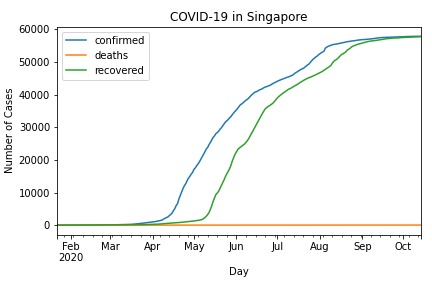 COVID-19 in Singapore
60000
50000
40000
30000
20000
10000
0
Number of Cases
confirmed
deaths
recovered
Feb Mar Apr May Jun Jul Aug Sep Oct
2020
Day